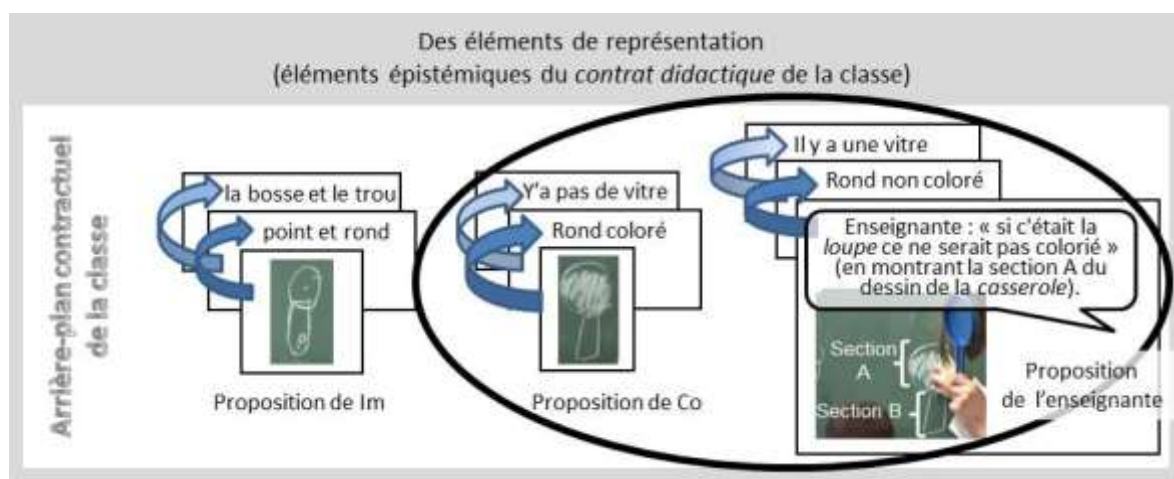 Des éléments de représentation
(éléments épistémiques du contrat didactique de la classe)
Arrière-plan contractuel
de la classe
la bosse et le trou
point et rond
Proposition de Im
Y'a pas de vitre
Rond coloré
Proposition de Co
Il y a une vitre
Rond non coloré
Enseignante : « si c'était la
loupe ce ne serait pas colorié »
(en montrant la section A du
dessin de la casserole).
Section
A
Section B
Proposition
de l'enseignante